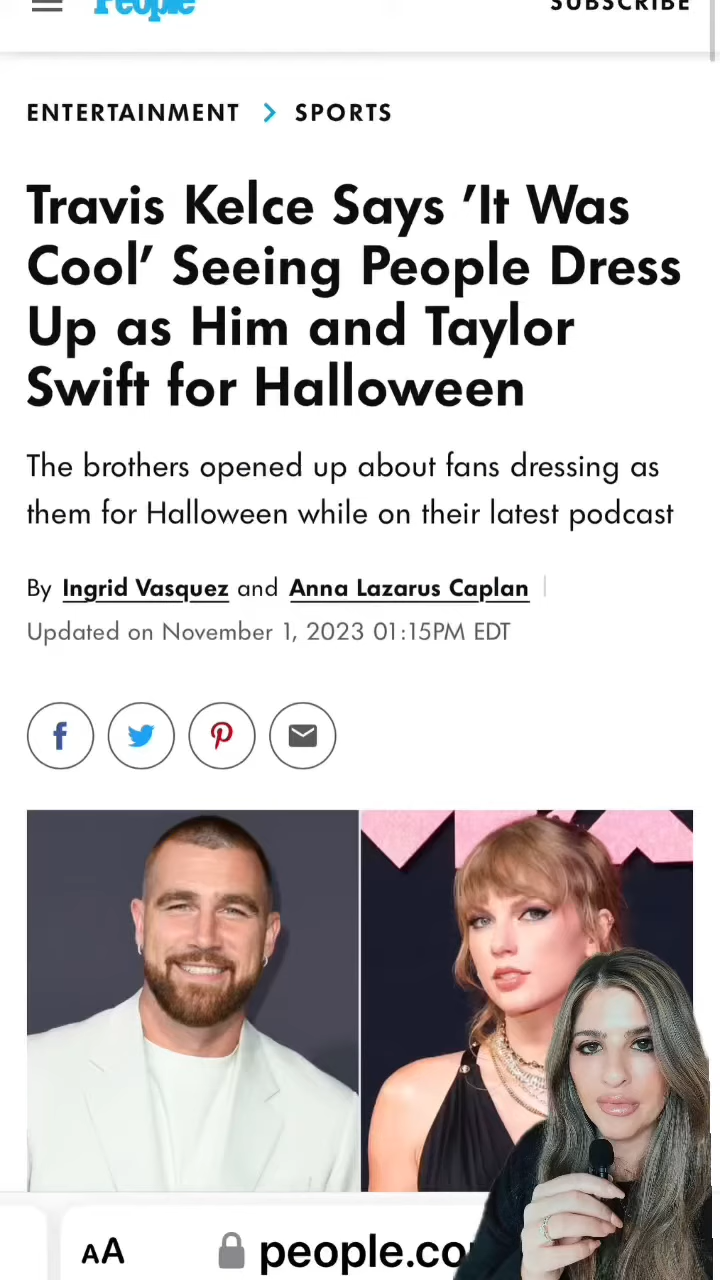 People
SUBSCRIBE
ENTERTAINMENT > SPORTS
Travis Kelce Says ‘It Was
Cool’ Seeing People Dress
Up as Him and Taylor
Swift for Halloween
The brothers opened up about fans dressing as
them for Halloween while on their latest podcast
By Ingrid Vasquez and Anna Lazarus Caplan
Updated on November 1, 2023 01:15PM EDT
AA people.co